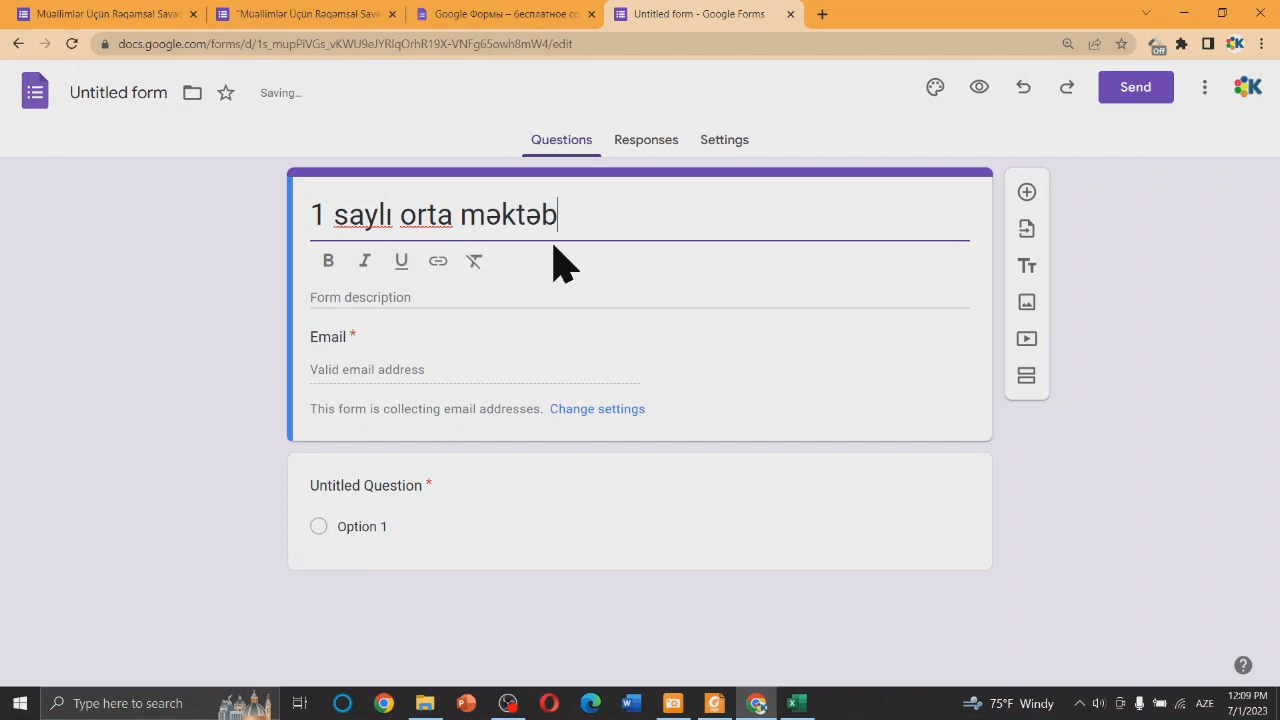 Müəllimlər Üçün Rəqəmsal Savad
"Müəllimlər Üçün Rəqəmsal Sava
Google Формы – бесплатное со
Untitled form - Google Forms
docs.google.com/forms/d/1s_mupPiVGs_vKWU9eJYRlqOrhR19X-VNFg65owh8mW4/edit
Off
K
Untitled form
Saving...
Send
K
Questions
Responses
Settings
1 saylı orta məktəb
B
I
U
Form description
Email *
Valid email address
This form is collecting email addresses. Change settings
Tт
Untitled Question *
Option 1
Type here to search
75°F Windy
AZE
12:09 PM
7/1/2023